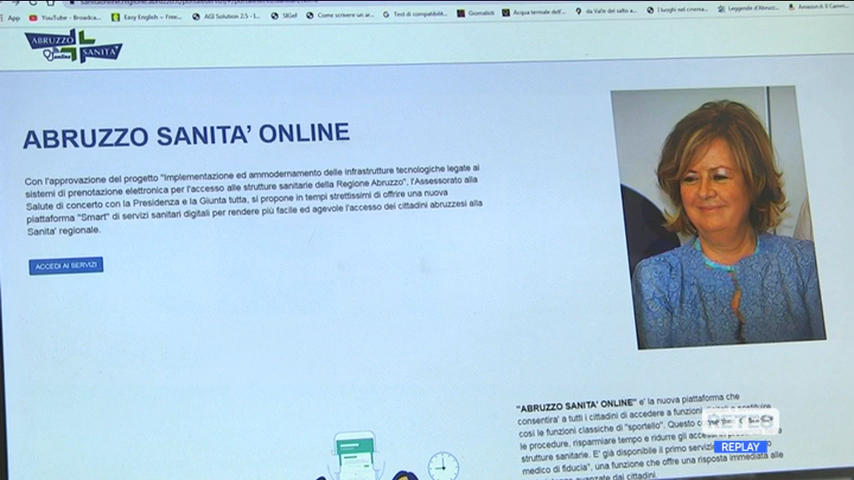 App YouTube - Broadca... Easy English – Free... AGI Solution 2.5 - L... SIGef Come scrivere un ar... Test di compatibilit... Giornalisti Acqua termale dell'... da Valle del salto a... I luoghi nel cinema... Leggende d'Abruz... Amazon.it
ABRUZZO
online SANITA'
ABRUZZO SANITA' ONLINE
Con l'approvazione del progetto "Implementazione ed ammodernamento delle infrastrutture tecnologiche legate ai
sistemi di prenotazione elettronica per l'accesso alle strutture sanitarie della Regione Abruzzo", l'Assessorato alla
Salute di concerto con la Presidenza e la Giunta tutta, si propone in tempi strettissimi di offrire una nuova
piattaforma "Smart" di servizi sanitari digitali per rendere più facile ed agevole l'accesso dei cittadini abruzzesi alla
Sanita' regionale.
ACCEDI AI SERVIZI
"ABRUZZO SANITA' ONLINE" e' la nuova piattaforma che
consentira' a tutti i cittadini di accedere a
così le funzioni classiche di "sportello". Questo
le procedure, risparmiare tempo e ridurre gli
strutture sanitarie. E' già disponibile il primo
medico di fiducia", una funzione che offre una risposta immediata alle
avanzate dai cittadini.
RETE8
REPLAY